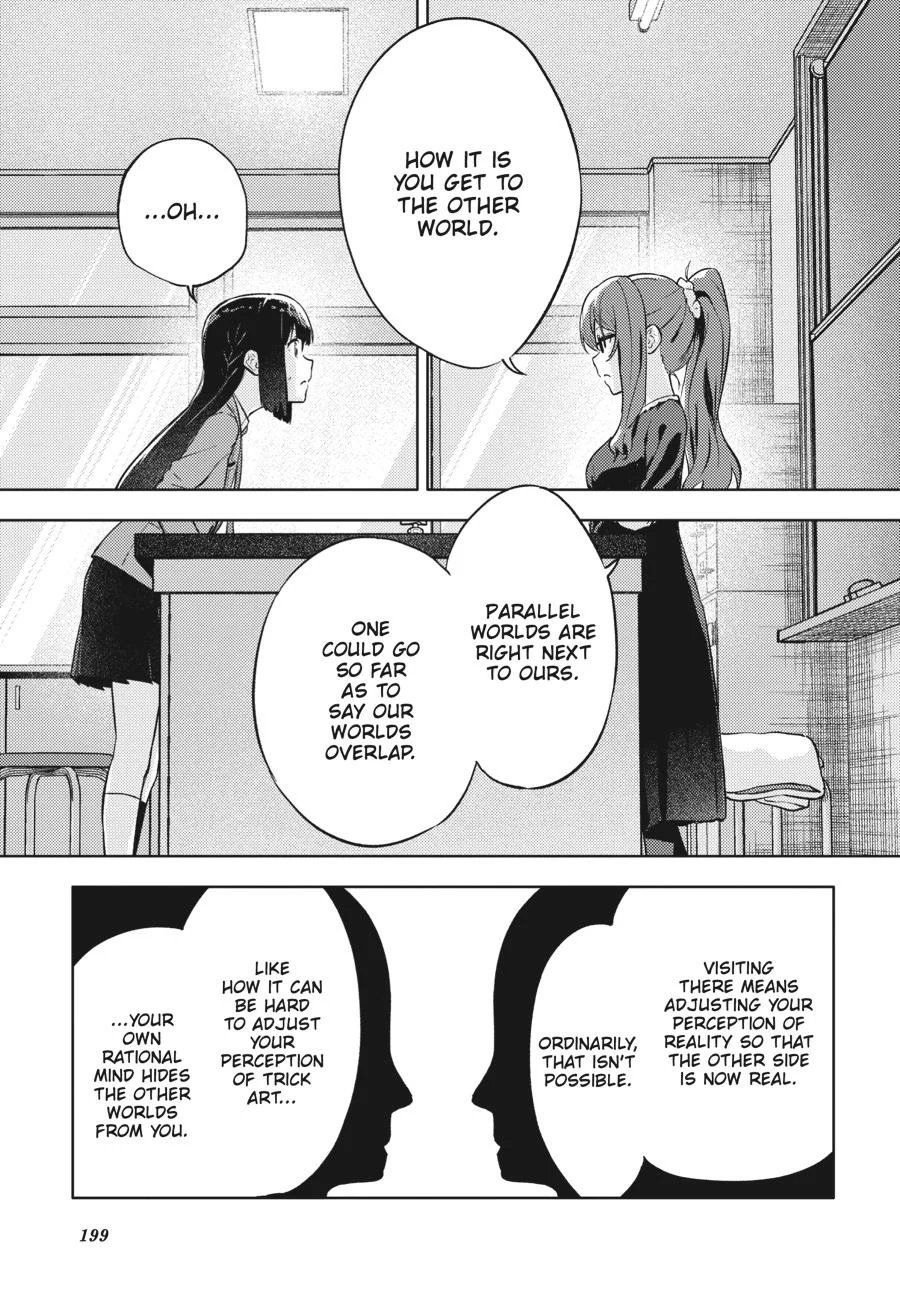 HOW IT IS
YOU GET TO
THE OTHER
WORLD.
...OH...
PARALLEL
WORLDS ARE
RIGHT NEXT
TO OURS.
ONE
COULD GO
SO FAR
AS TO
SAY OUR
WORLDS
OVERLAP.
VISITING
THERE MEANS
ADJUSTING YOUR
PERCEPTION OF
REALITY SO THAT
THE OTHER SIDE
IS NOW REAL.
ORDINARILY,
THAT ISN'T
POSSIBLE.
LIKE
HOW IT CAN
BE HARD
TO ADJUST
YOUR
PERCEPTION
OF TRICK
ART...
...YOUR
OWN
RATIONAL
MIND HIDES
THE OTHER
WORLDS
FROM YOU.
199